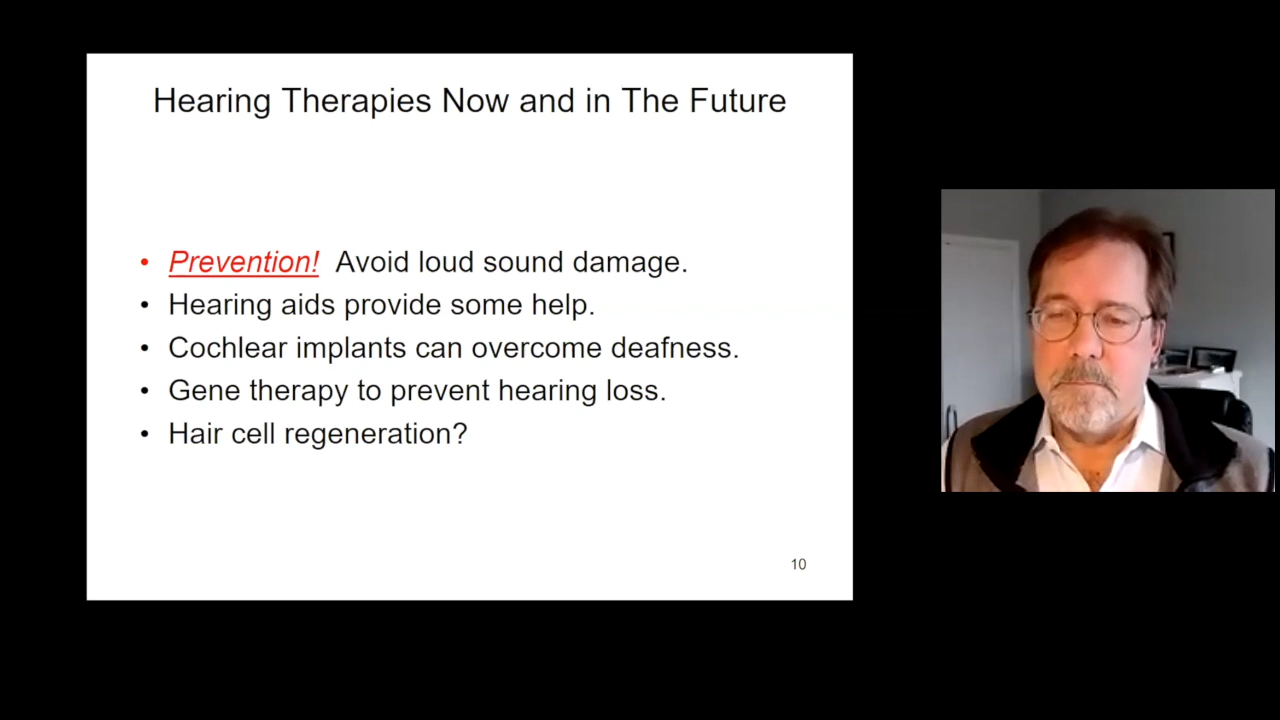 Hearing Therapies Now and in The Future
• Prevention! Avoid loud sound damage.
• Hearing aids provide some help.
• Cochlear implants can overcome deafness.
• Gene therapy to prevent hearing loss.
• Hair cell regeneration?
10